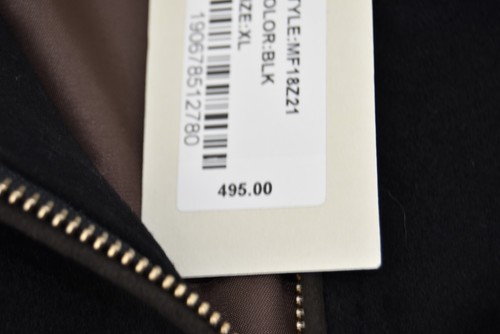 STYLE:MF18Z21
COLOR:BLK
SIZE:XL
190678512780
495.00